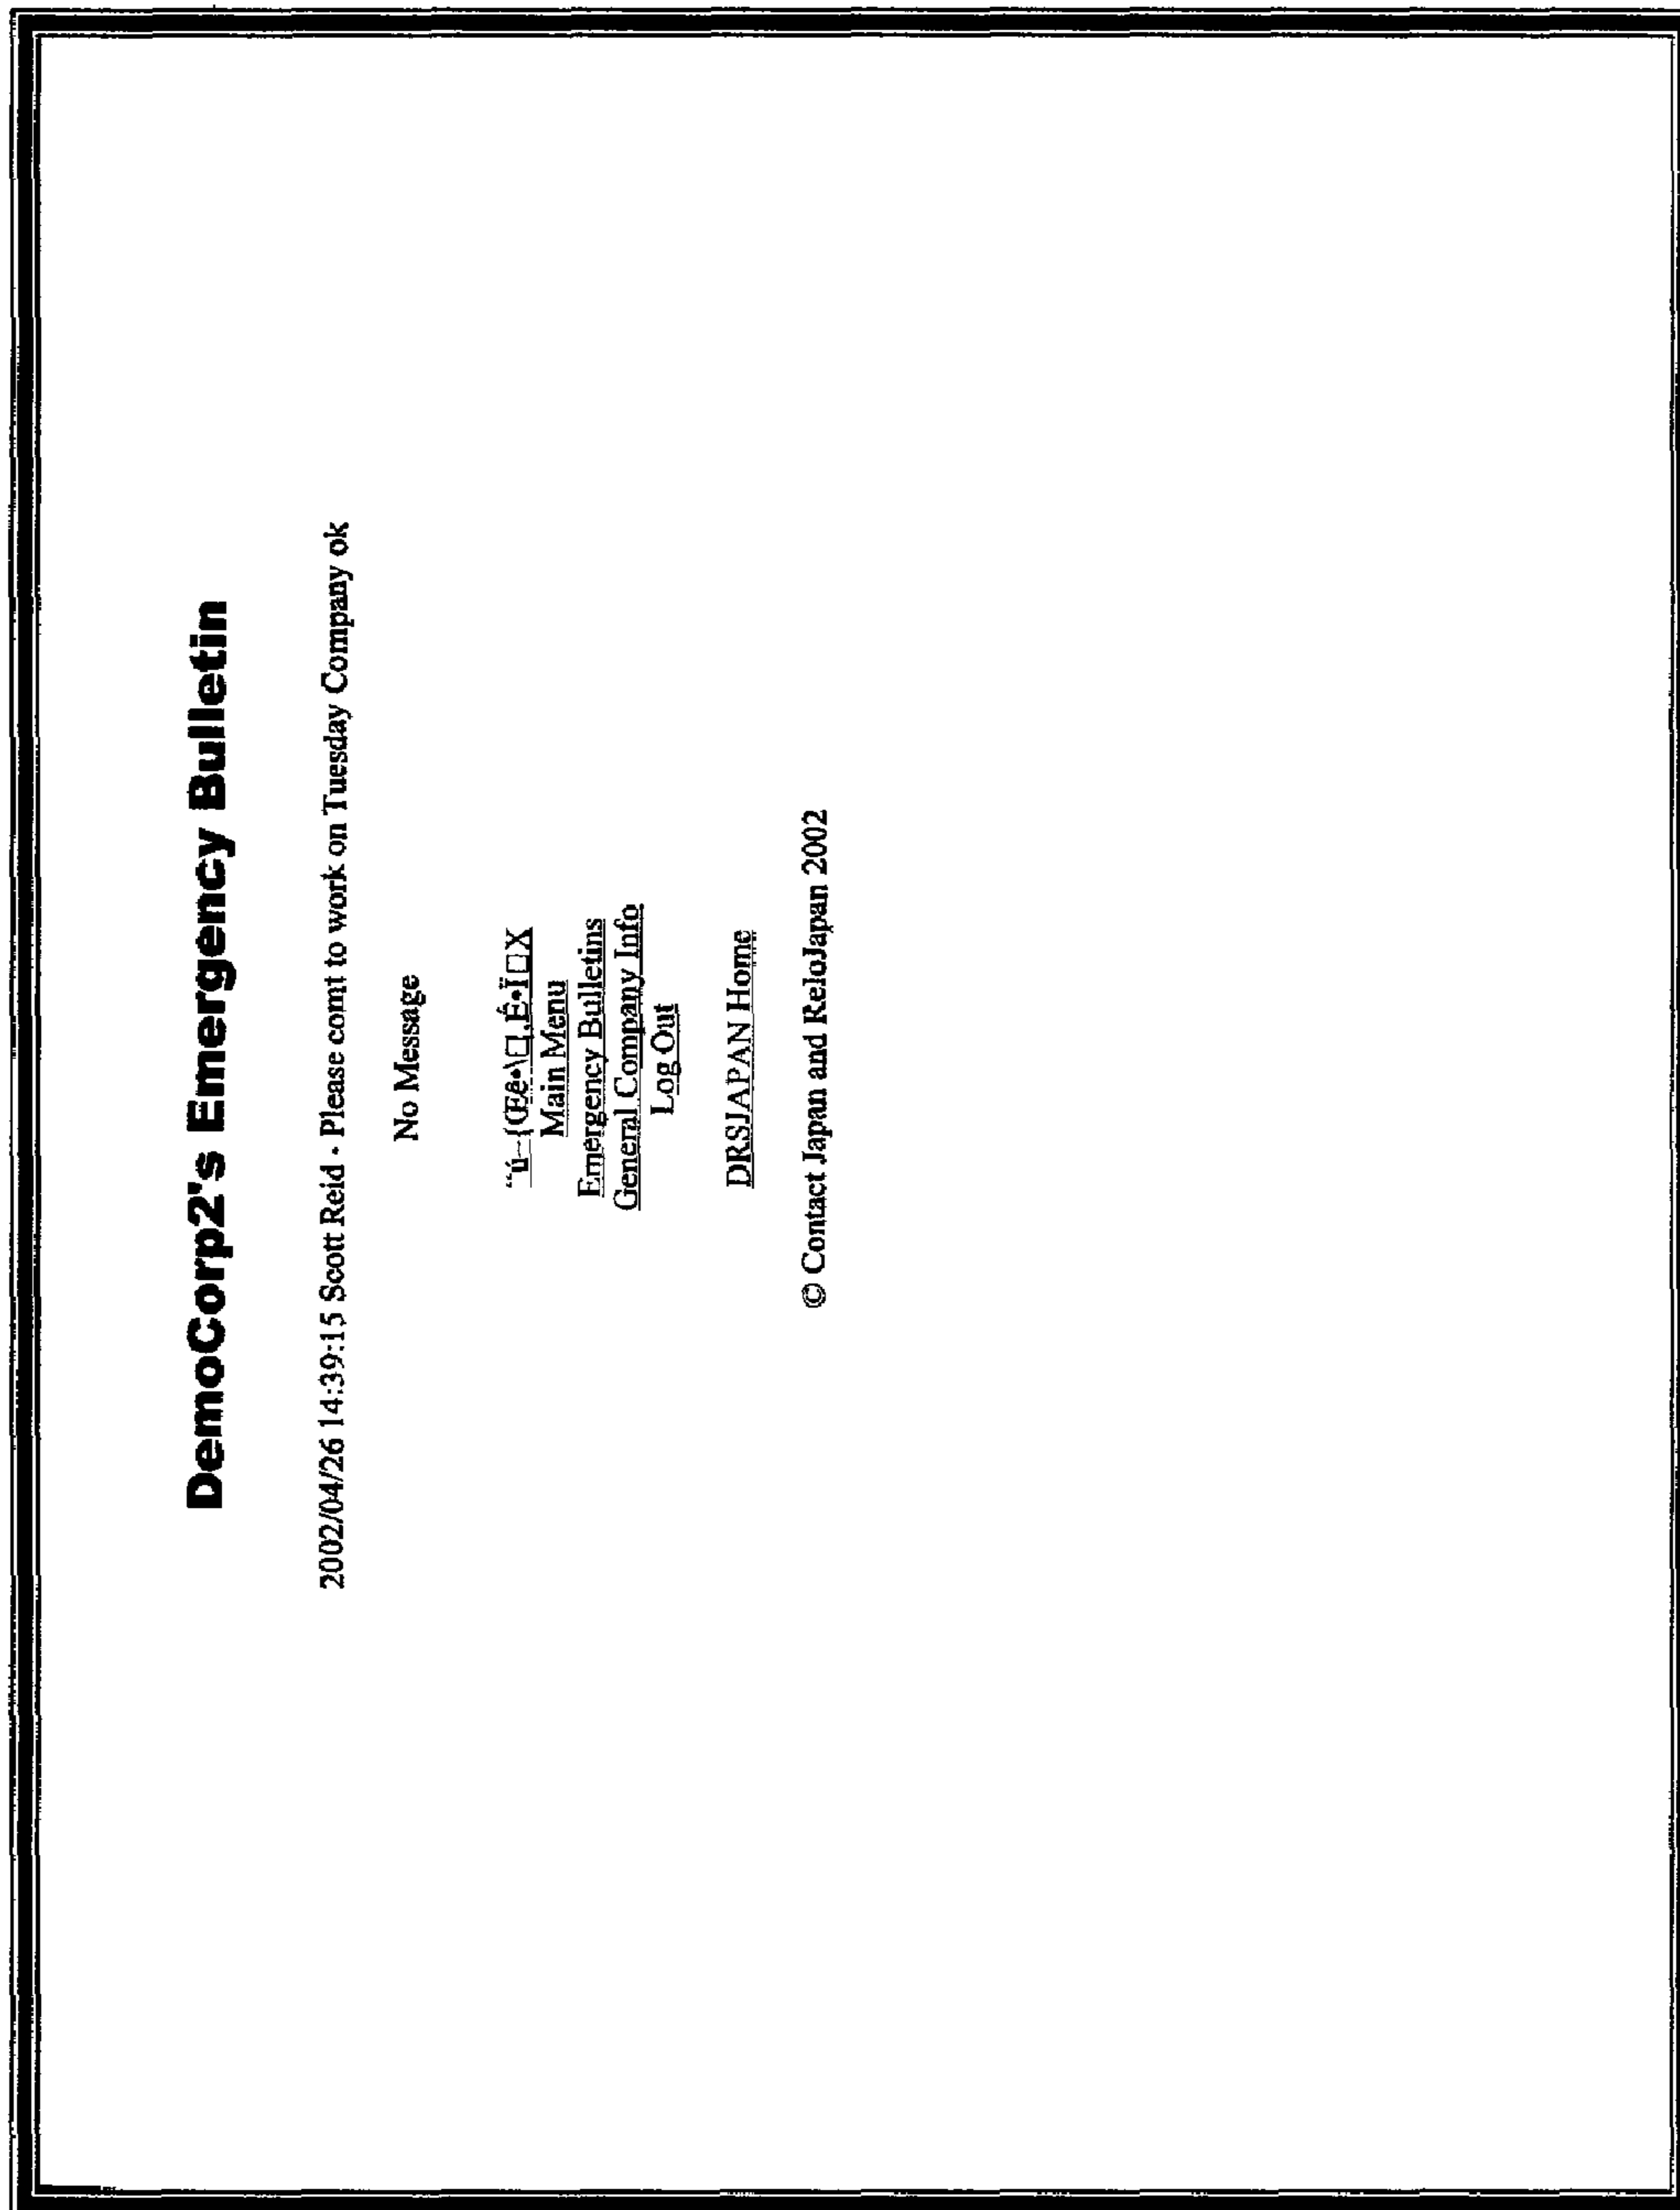 DemoCorp2's Emergency Bulletin
2002/04/26 14:39:15 Scott Reid - Please comt to work on Tuesday Company ok
No Message
“ú–{Œê•\Ž¦‚É•Ï□X
Main Menu
Emergency Bulletins
General Company Info
Log Out
DRSJAPAN Home
© Contact Japan and ReloJapan 2002